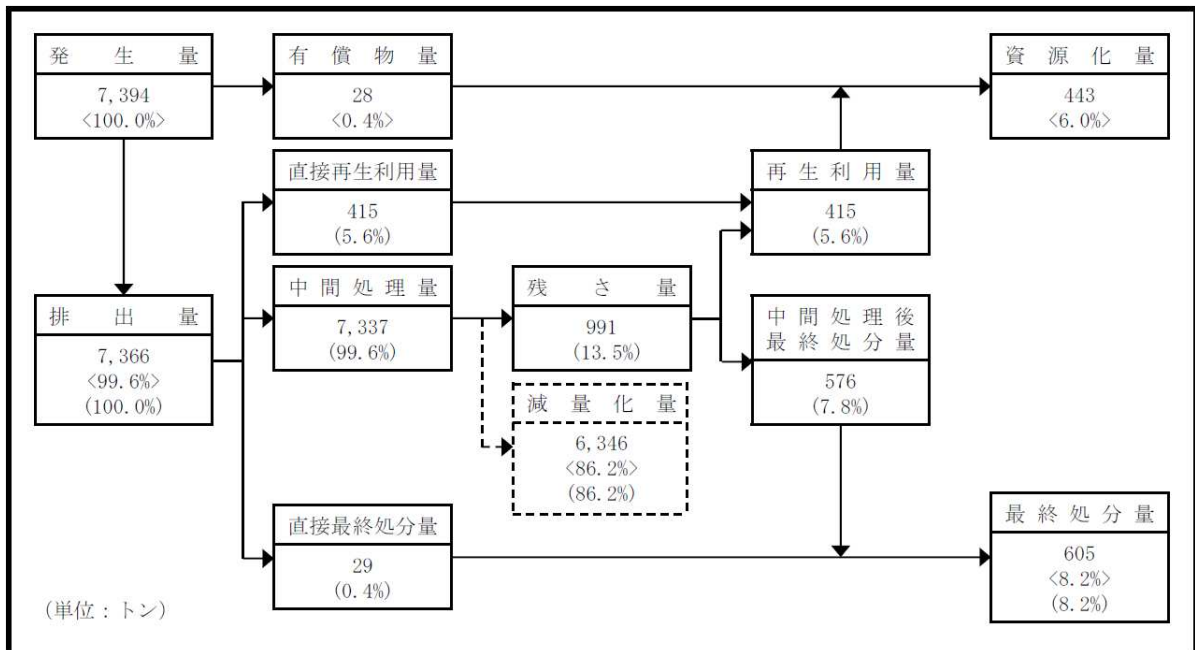 発生量
7,394
<100.0%>
有償物量
28
<0.4%>
資源化量
443
<6.0%>
直接再生利用量
415
(5.6%)
再生利用量
415
(5.6%)
排出量
7,366
<99.6%>
(100.0%)
中間処理量
7,337
(99.6%)
残さ量
991
(13.5%)
中間処理後
最終処分量
576
(7.8%)
減量化量
6,346
<86.2%>
(86.2%)
直接最終処分量
29
(0.4%)
最終処分量
605
<8.2%>
(8.2%)
(単位:トン)